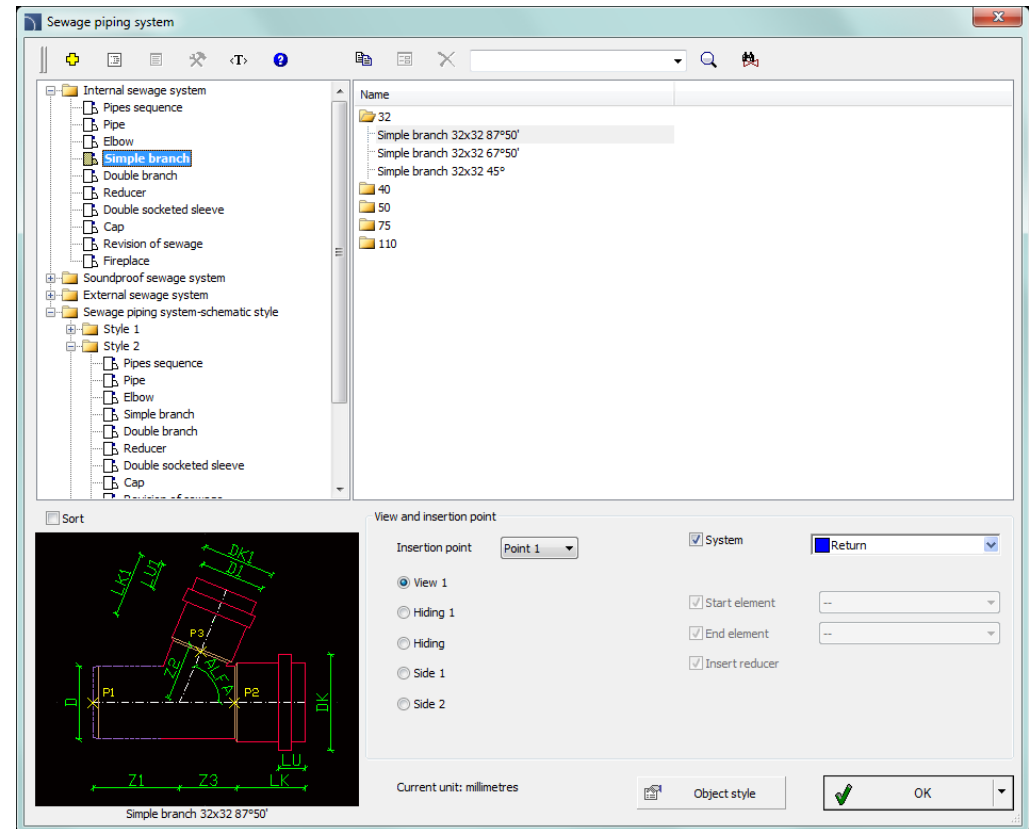 Sewage piping system
x
<T>
?
Internal sewage system
Pipes sequence
Pipe
Elbow
Simple branch
Double branch
Reducer
Double socketed sleeve
Cap
Revision of sewage
Fireplace
Soundproof sewage system
External sewage system
Sewage piping system-schematic style
Style 1
Style 2
Pipes sequence
Pipe
Elbow
Simple branch
Double branch
Reducer
Double socketed sleeve
Cap
Revision of sewage
Name
32
Simple branch 32x32 87°50'
Simple branch 32x32 67°50'
Simple branch 32x32 45°
40
50
75
110
Sort
DK1
D1
LK1
LU1
P3
Z2
ALFA
P1
P2
D
DK
LU
Z1
Z3
LK
Simple branch 32x32 87°50'
View and insertion point
Insertion point
Point 1
System
Return
View 1
Hiding 1
Hiding
Side 1
Side 2
Start element
--
End element
--
Insert reducer
Current unit: millimetres
Object style
OK